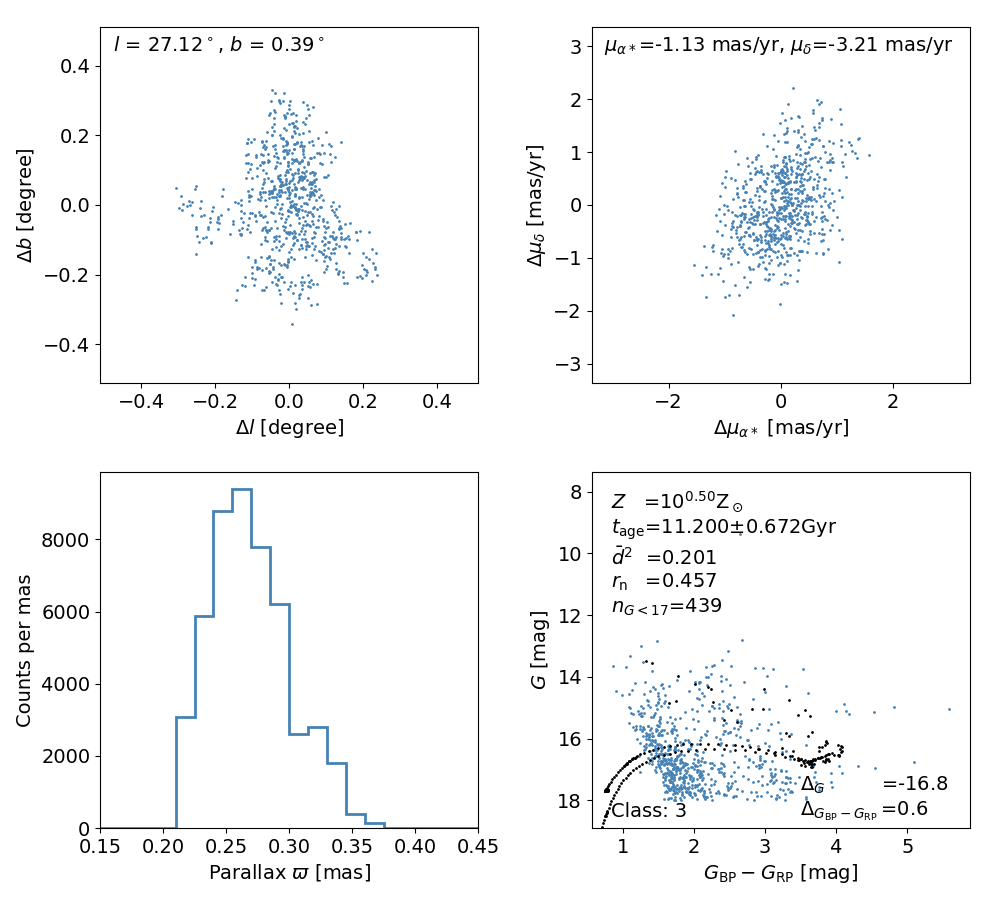 l = 27.12°, b = 0.39°
0.4
0.2
0.0
−0.2
−0.4
Δb [degree]
−0.4 −0.2 0.0 0.2 0.4
Δl [degree]
μα*=-1.13 mas/yr, μδ=-3.21 mas/yr
3
2
1
0
−1
−2
−3
Δμδ [mas/yr]
−2 0 2
Δμα* [mas/yr]
8000
6000
4000
2000
0
Counts per mas
0.15 0.20 0.25 0.30 0.35 0.40 0.45
Parallax ϖ [mas]
Z =10^0.50 Z⊙
t_age=11.200±0.672Gyr
d̄² =0.201
r_n =0.457
n_G<17=439
8
10
12
14
16
18
G [mag]
Δ_G =-16.8
Class: 3 Δ_GBP−GRP =0.6
1 2 3 4 5
G_BP − G_RP [mag]